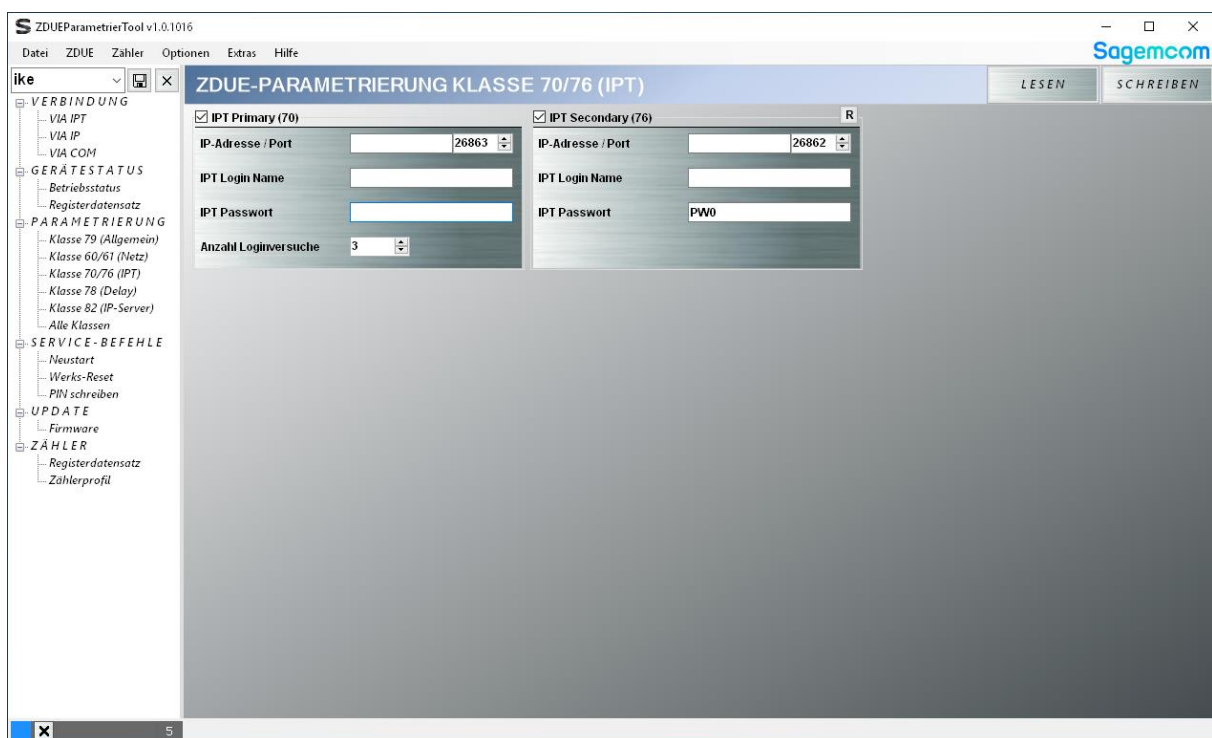 ZDUEParametrierTool v1.0.1016
Datei ZDUE Zähler Optionen Extras Hilfe
Sagemcom
ike
ZDUE-PARAMETRIERUNG KLASSE 70/76 (IPT)
LESEN
SCHREIBEN
VERBINDUNG
VIA IPT
VIA IP
VIA COM
GERÄTESTATUS
Betriebsstatus
Registerdatensatz
PARAMETRIERUNG
Klasse 79 (Allgemein)
Klasse 60/61 (Netz)
Klasse 70/76 (IPT)
Klasse 78 (Delay)
Klasse 82 (IP-Server)
Alle Klassen
SERVICE-BEFEHLE
Neustart
Werks-Reset
PIN schreiben
UPDATE
Firmware
ZÄHLER
Registerdatensatz
Zählerprofil
IPT Primary (70)
IP-Adresse / Port 26863
IPT Login Name
IPT Passwort
Anzahl Loginversuche 3
IPT Secondary (76) R
IP-Adresse / Port 26862
IPT Login Name
IPT Passwort PW0
5